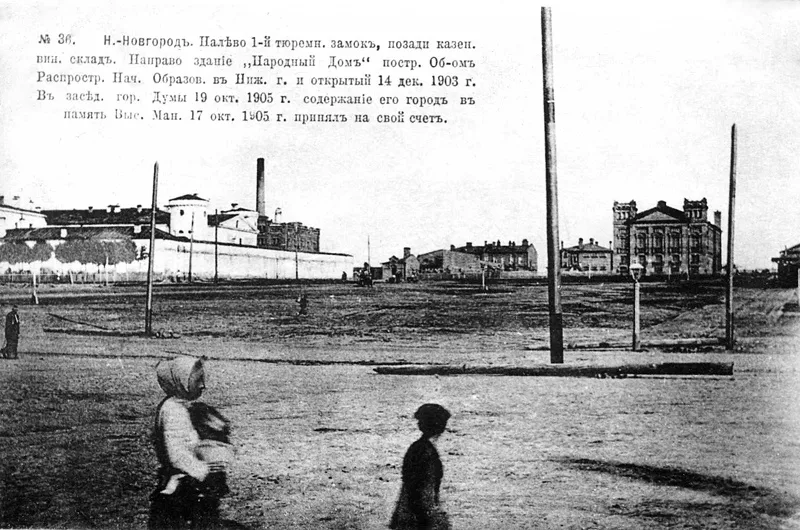 № 36. Н.-Новгородъ. Налѣво 1-й тюремн. замокъ, позади казен.
вин. складъ. Направо зданіе „Народный Домъ“ постр. Об-омъ
Распростр. Нач. Образов. въ Ниж. г. и открытый 14 дек. 1903 г.
Въ засѣд. гор. Думы 19 окт. 1905 г. содержаніе его городъ въ
память Выс. Ман. 17 окт. 1905 г. принялъ на свой счетъ.